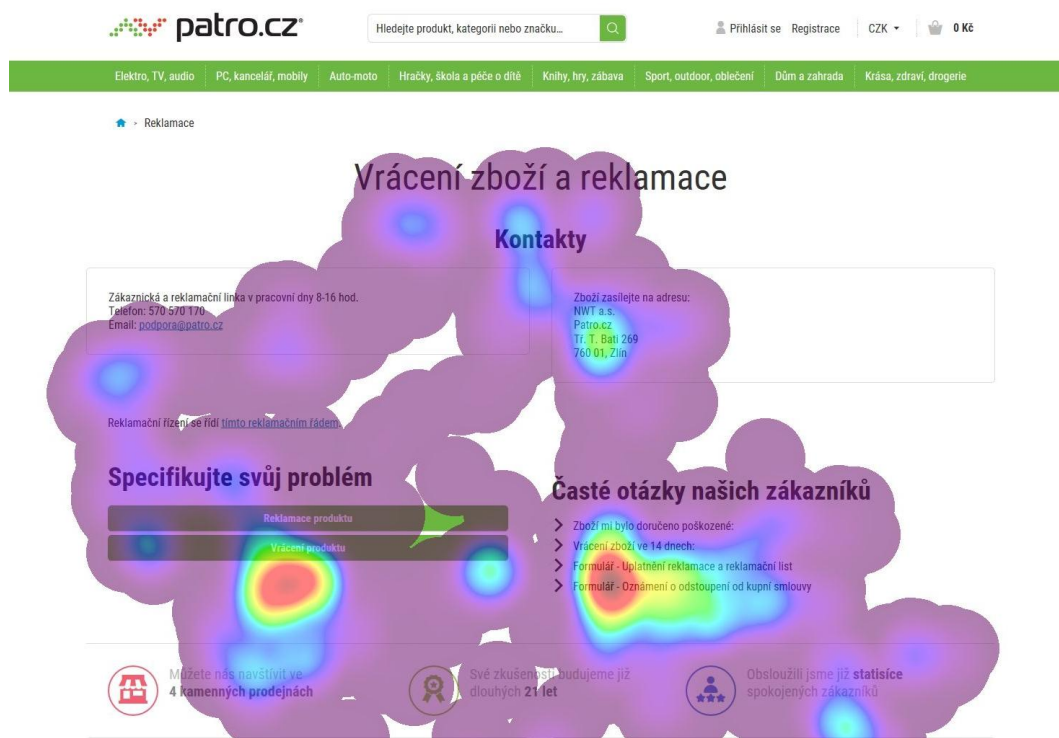 patro.cz
Hledejte produkt, kategorii nebo značku...
Přihlásit se
Registrace
CZK
0 Kč
Elektro, TV, audio
PC, kancelář, mobily
Auto-moto
Hračky, škola a péče o dítě
Knihy, hry, zábava
Sport, outdoor, oblečení
Dům a zahrada
Krása, zdraví, drogerie
Reklamace
Vrácení zboží a reklamace
Kontakty
Zákaznická a reklamační linka v pracovní dny 8-16 hod.
Telefon: 570 570 170
Email: podpora@patro.cz
Zboží zasílejte na adresu:
NWT a.s.
Patro.cz
Tř. T. Bati 269
760 01, Zlín
Reklamační řízení se řídí tímto reklamačním řádem.
Specifikujte svůj problém
Reklamace produktu
Vrácení produktu
Časté otázky našich zákazníků
Zboží mi bylo doručeno poškozené:
Vrácení zboží ve 14 dnech:
Formulář - Uplatnění reklamace a reklamační list
Formulář - Oznámení o odstoupení od kupní smlouvy
Můžete nás navštívit ve
4 kamenných prodejnách
Své zkušenosti budujeme již
dlouhých 21 let
Obsloužili jsme již statisíce
spokojených zákazníků